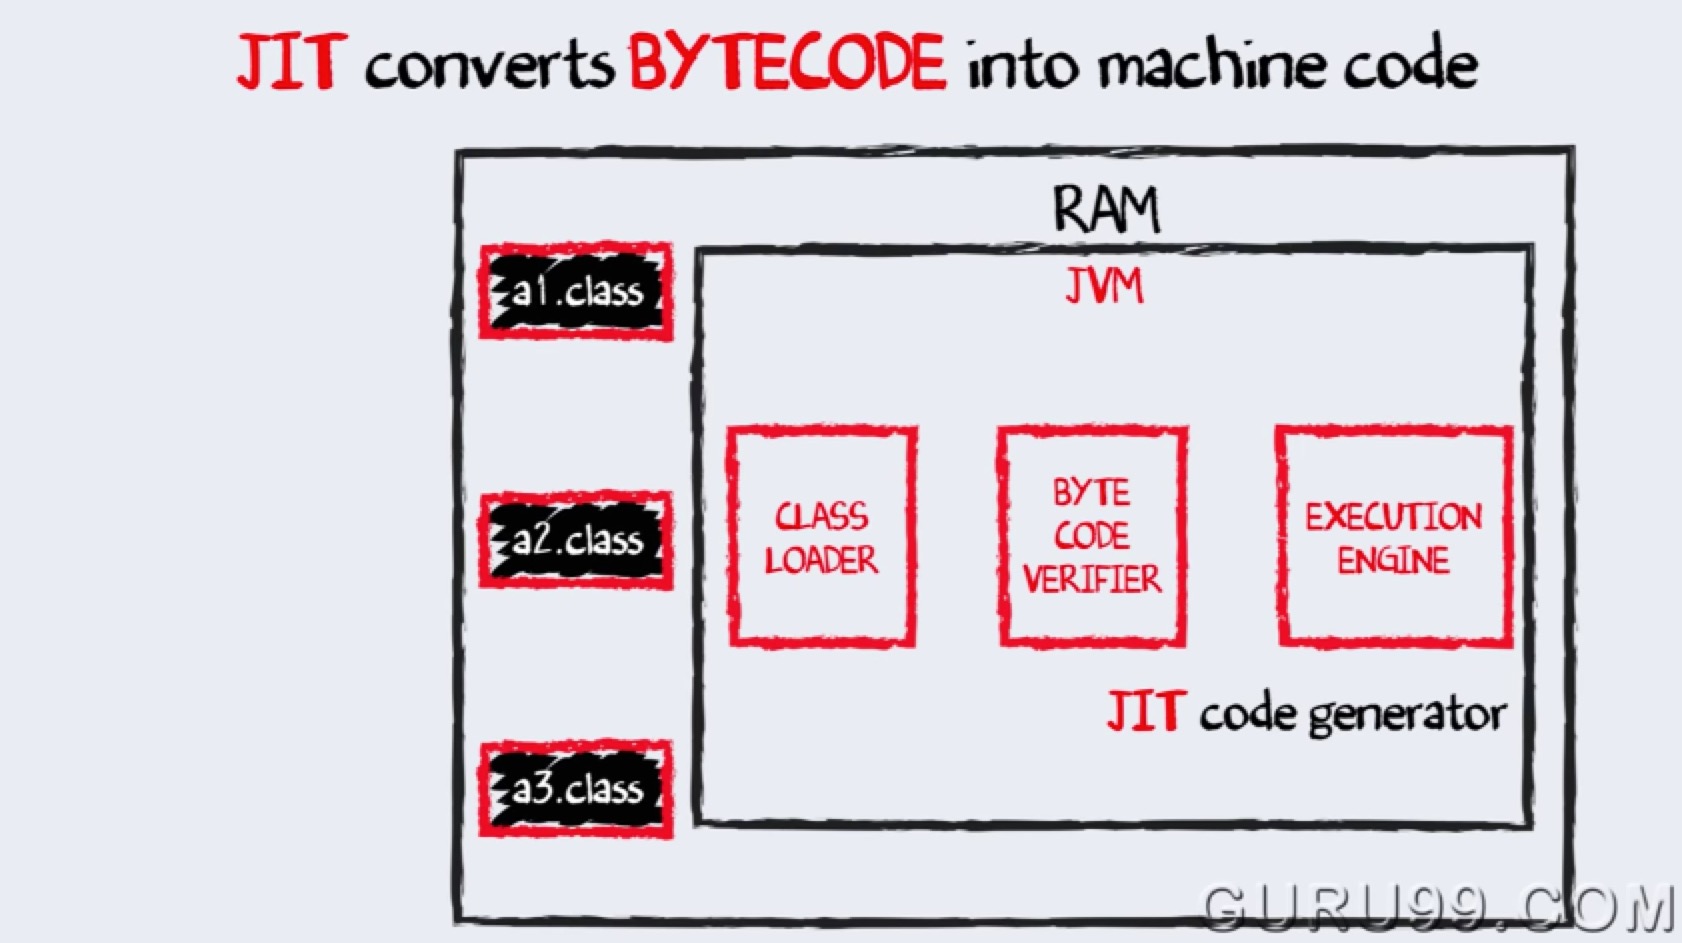 JIT converts BYTECODE into machine code
RAM
JVM
a1.class
a2.class
a3.class
CLASS
LOADER
BYTE
CODE
VERIFIER
EXECUTION
ENGINE
JIT code generator
GURU99.COM